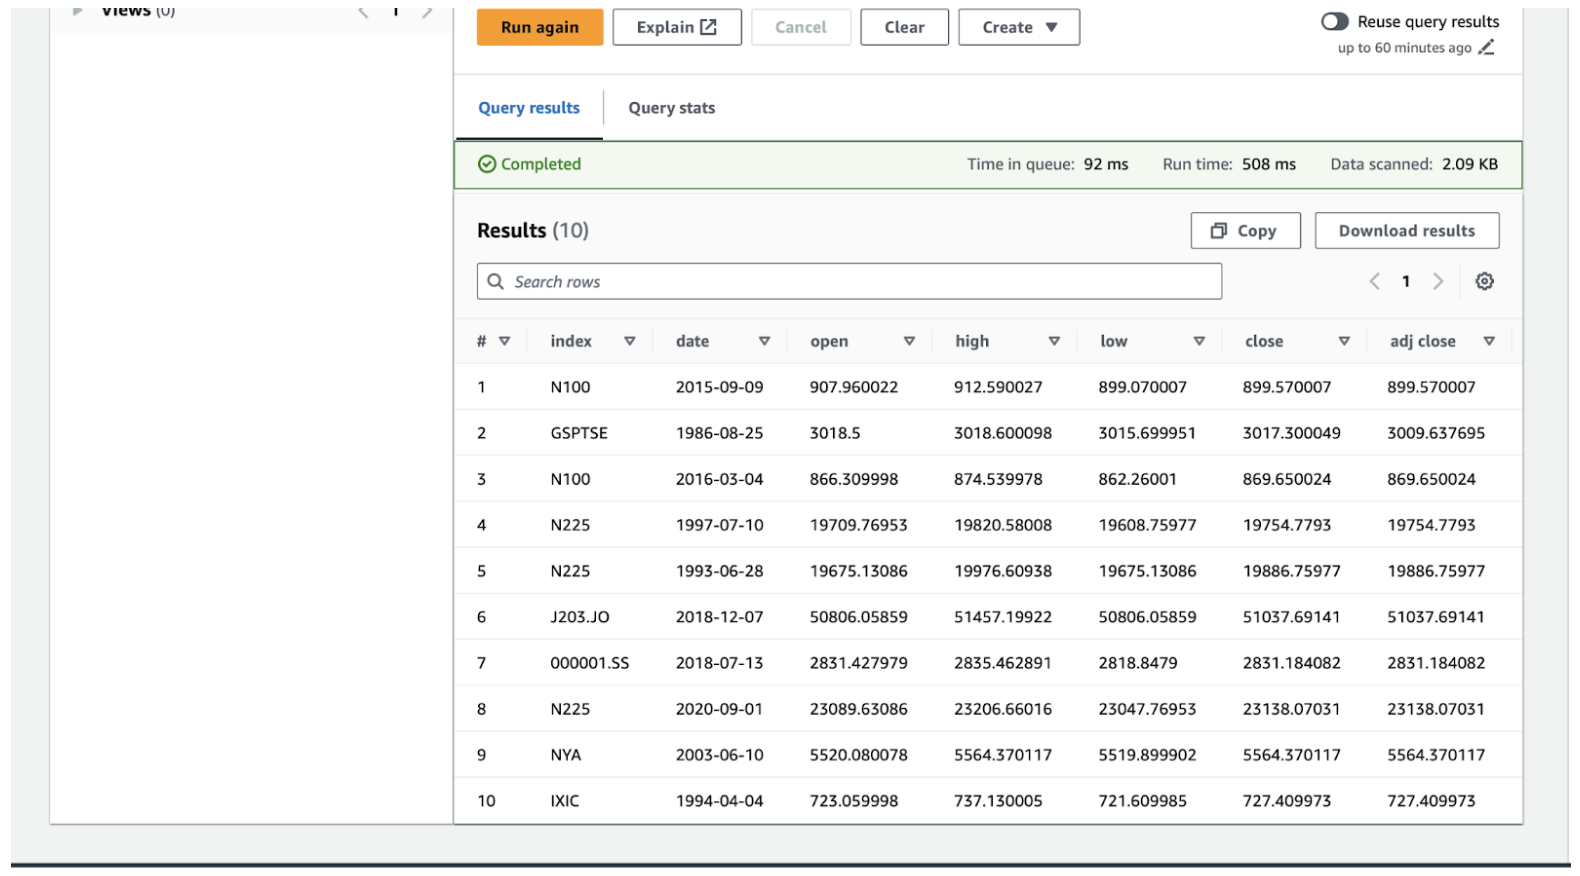 Views (0) 1
Run again Explain Cancel Clear Create Reuse query results
up to 60 minutes ago
Query results Query stats
Completed Time in queue: 92 ms Run time: 508 ms Data scanned: 2.09 KB
Results (10) Copy Download results
Search rows 1
# index date open high low close adj close
1 N100 2015-09-09 907.960022 912.590027 899.070007 899.570007 899.570007
2 GSPTSE 1986-08-25 3018.5 3018.600098 3015.699951 3017.300049 3009.637695
3 N100 2016-03-04 866.309998 874.539978 862.26001 869.650024 869.650024
4 N225 1997-07-10 19709.76953 19820.58008 19608.75977 19754.7793 19754.7793
5 N225 1993-06-28 19675.13086 19976.60938 19675.13086 19886.75977 19886.75977
6 J203.JO 2018-12-07 50806.05859 51457.19922 50806.05859 51037.69141 51037.69141
7 000001.SS 2018-07-13 2831.427979 2835.462891 2818.8479 2831.184082 2831.184082
8 N225 2020-09-01 23089.63086 23206.66016 23047.76953 23138.07031 23138.07031
9 NYA 2003-06-10 5520.080078 5564.370117 5519.899902 5564.370117 5564.370117
10 IXIC 1994-04-04 723.059998 737.130005 721.609985 727.409973 727.409973